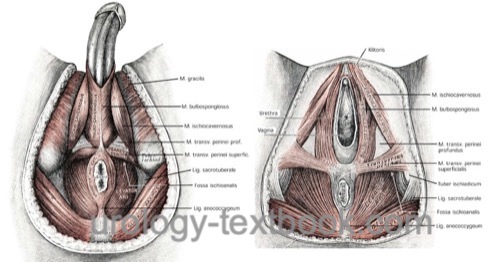 M. gracilis
M. bulbospongiosus
M. ischiocavernosus
M. transv. perinei prof.
M. transv. perinei superfic.
Lig. sacrotuberale
Fossa ischioanalis
Lig. anococcygeum
Klitoris
M. ischiocavernosus
M. bulbospongiosus
Urethra
Vagina
M. transv. perinei
profundus
M. transv. perinei
superficialis
Tuber ischiadicum
Lig. sacrotuberale
Fossa ischioanalis
Lig. anococcygeum
urology-textbook.com